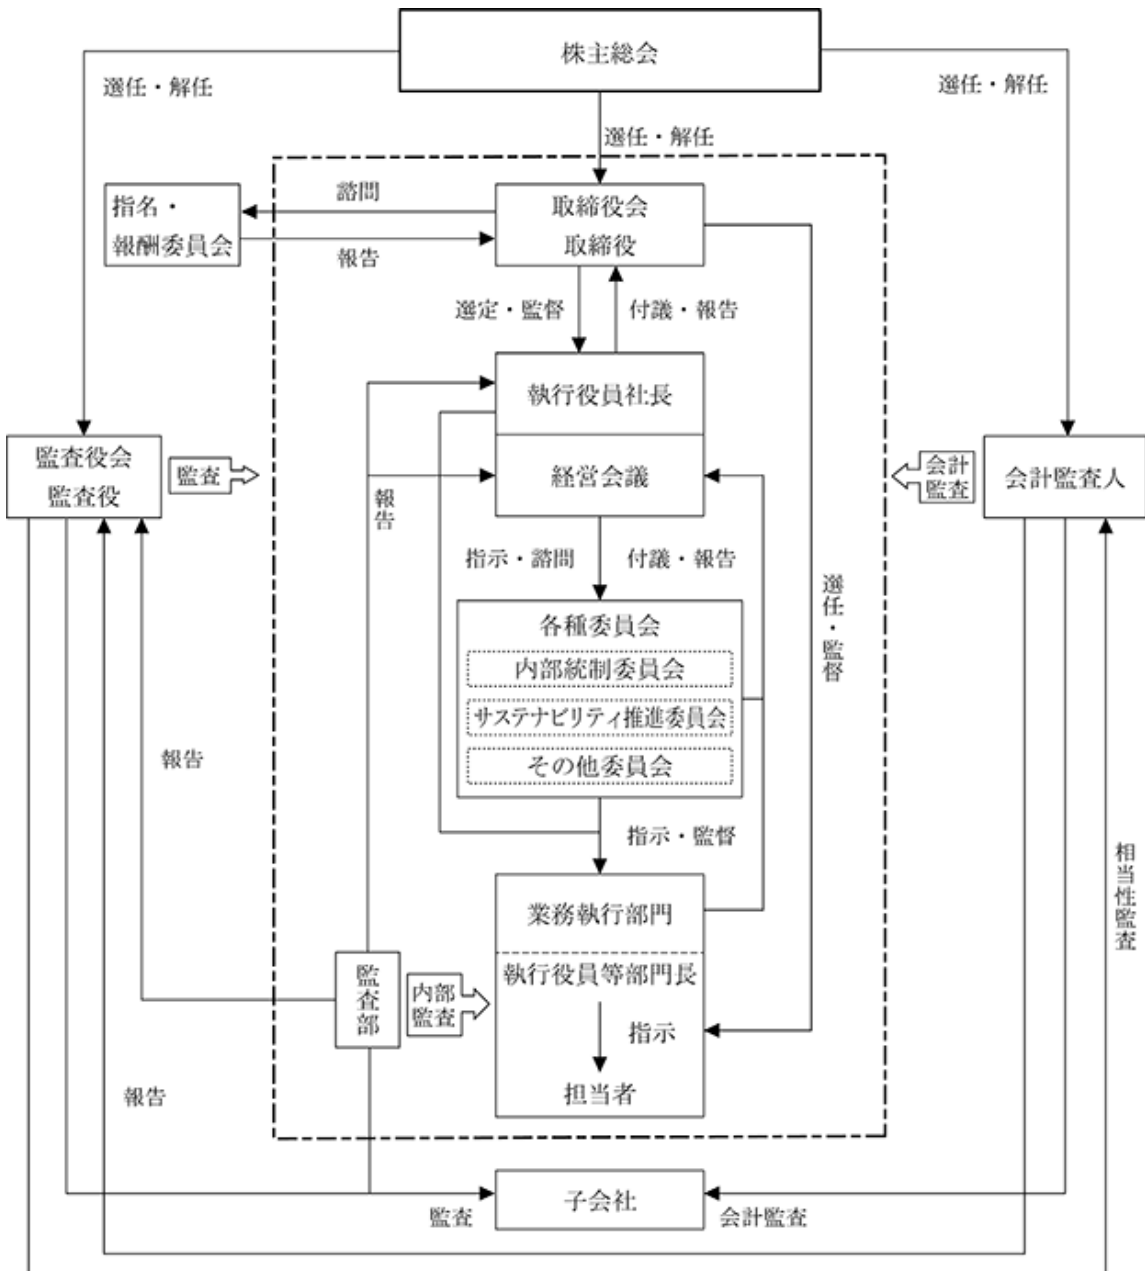 株主総会
選任・解任
選任・解任
選任・解任
指名・
報酬委員会
諮問
報告
取締役会
取締役
選定・監督
付議・報告
執行役員社長
経営会議
監査役会
監査役
監査
会計
監査
会計監査人
報告
指示・諮問
付議・報告
選任・監督
各種委員会
内部統制委員会
サステナビリティ推進委員会
その他委員会
報告
指示・監督
相当性監査
業務執行部門
執行役員等部門長
監査部
内部
監査
指示
担当者
報告
子会社
監査
会計監査